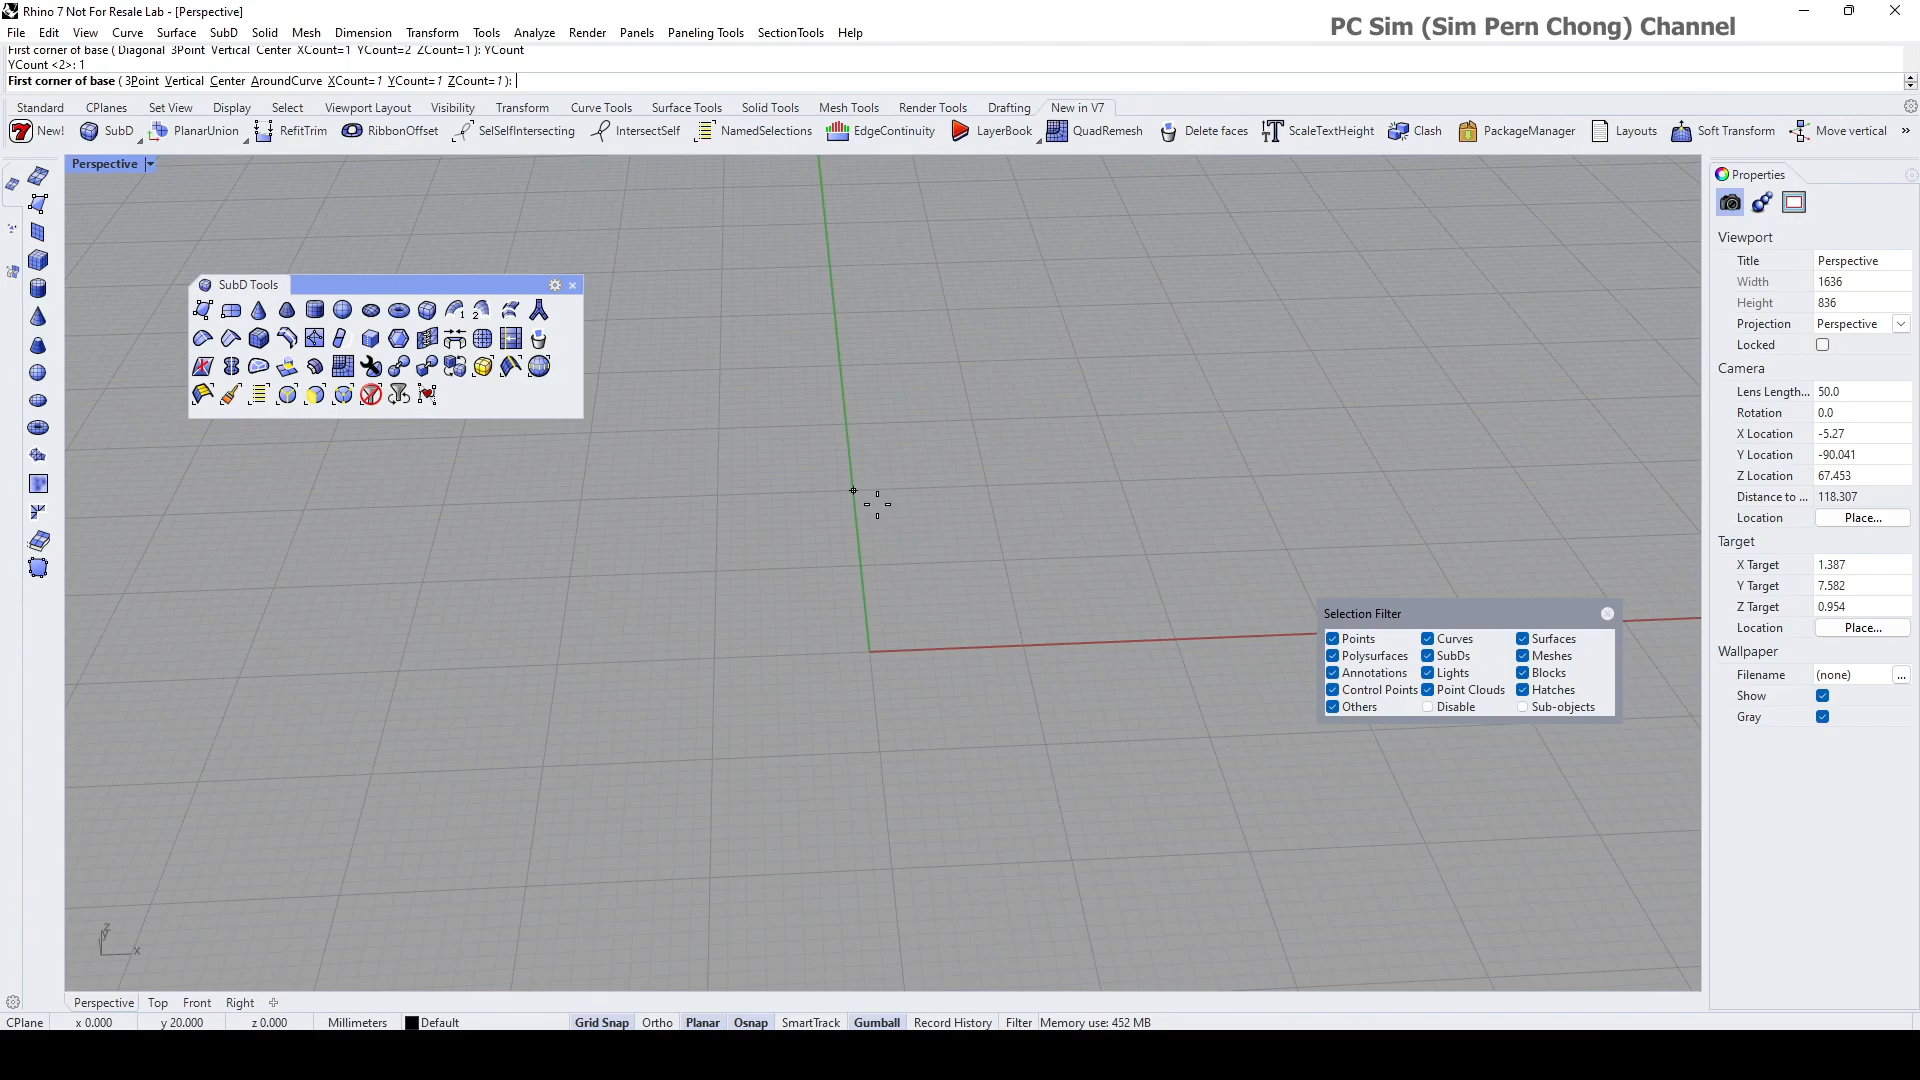 Rhino 7 Not For Resale Lab - [Perspective]
PC Sim (Sim Pern Chong) Channel
File Edit View Curve Surface SubD Solid Mesh Dimension Transform Tools Analyze Render Panels Paneling Tools SectionTools Help
First corner of base ( Diagonal 3Point Vertical Center XCount=1 YCount=2 ZCount=1 ): YCount
YCount <2>: 1
First corner of base ( 3Point Vertical Center AroundCurve XCount=1 YCount=1 ZCount=1 ):
Standard CPlanes Set View Display Select Viewport Layout Visibility Transform Curve Tools Surface Tools Solid Tools Mesh Tools Render Tools Drafting New in V7
New! SubD PlanarUnion RefitTrim RibbonOffset SelSelfIntersecting IntersectSelf NamedSelections EdgeContinuity LayerBook QuadRemesh Delete faces ScaleTextHeight Clash PackageManager Layouts Soft Transform Move vertical »
Perspective
SubD Tools
Properties
Viewport
Title Perspective
Width 1636
Height 836
Projection Perspective
Locked
Camera
Lens Length... 50.0
Rotation 0.0
X Location -5.27
Y Location -90.041
Z Location 67.453
Distance to ... 118.307
Location Place...
Target
X Target 1.387
Y Target 7.582
Z Target 0.954
Location Place...
Wallpaper
Filename (none) ...
Show
Gray
Selection Filter
Points Curves Surfaces
Polysurfaces SubDs Meshes
Annotations Lights Blocks
Control Points Point Clouds Hatches
Others Disable Sub-objects
z
y
x
Perspective Top Front Right
CPlane x 0.000 y 20.000 z 0.000 Millimeters Default Grid Snap Ortho Planar Osnap SmartTrack Gumball Record History Filter Memory use: 452 MB